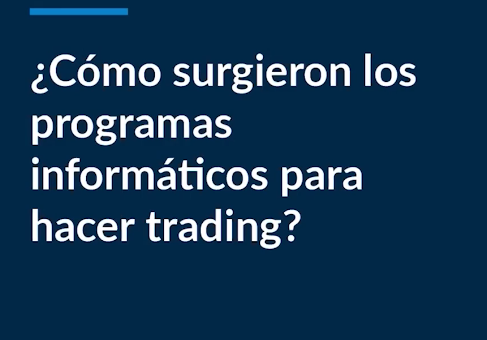 ¿Cómo surgieron los
programas
informáticos para
hacer trading?